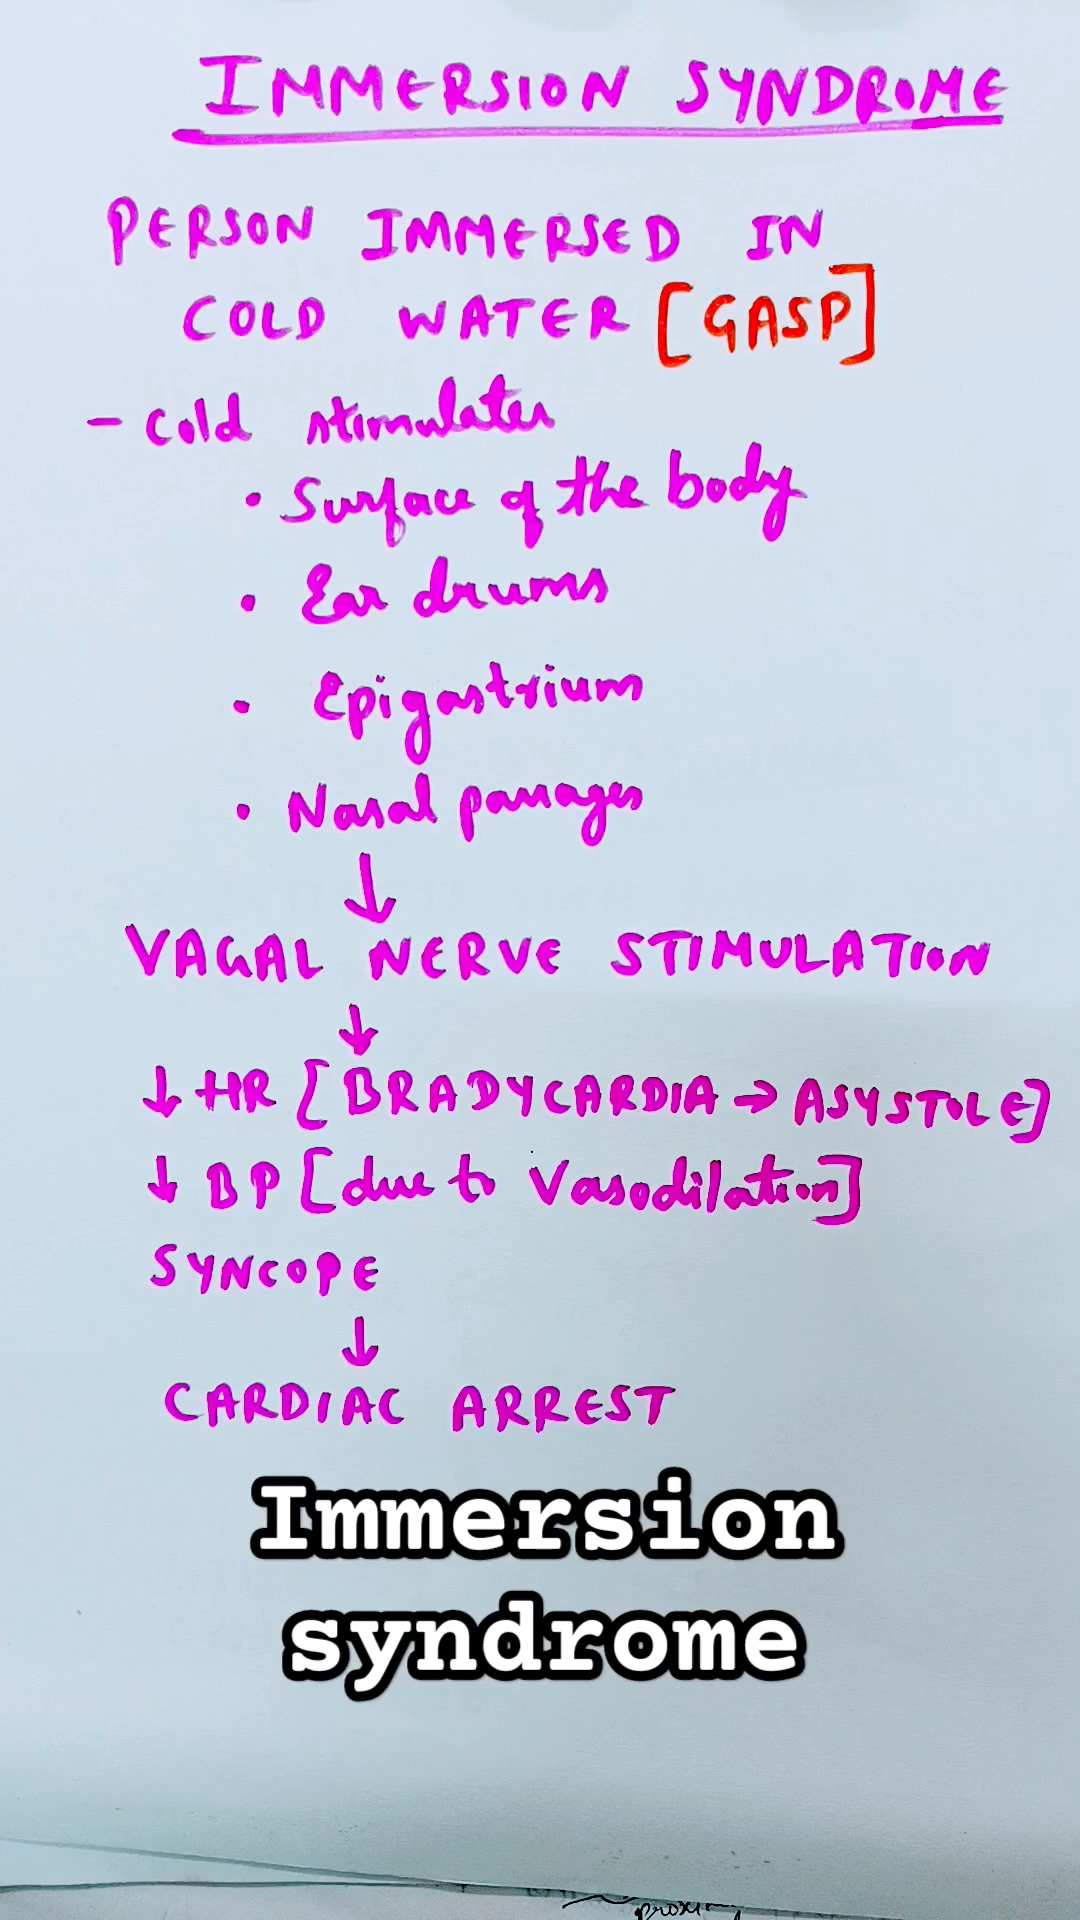 IMMERSION SYNDROME
PERSON IMMERSED IN
COLD WATER [GASP]
- Cold stimulates
• Surface of the body
• Ear drums
• Epigastrium
• Nasal passages
↓
VAGAL NERVE STIMULATION
↓
↓ HR [BRADYCARDIA → ASYSTOLE]
↓ BP [due to Vasodilation]
SYNCOPE
↓
CARDIAC ARREST
Immersion
syndrome